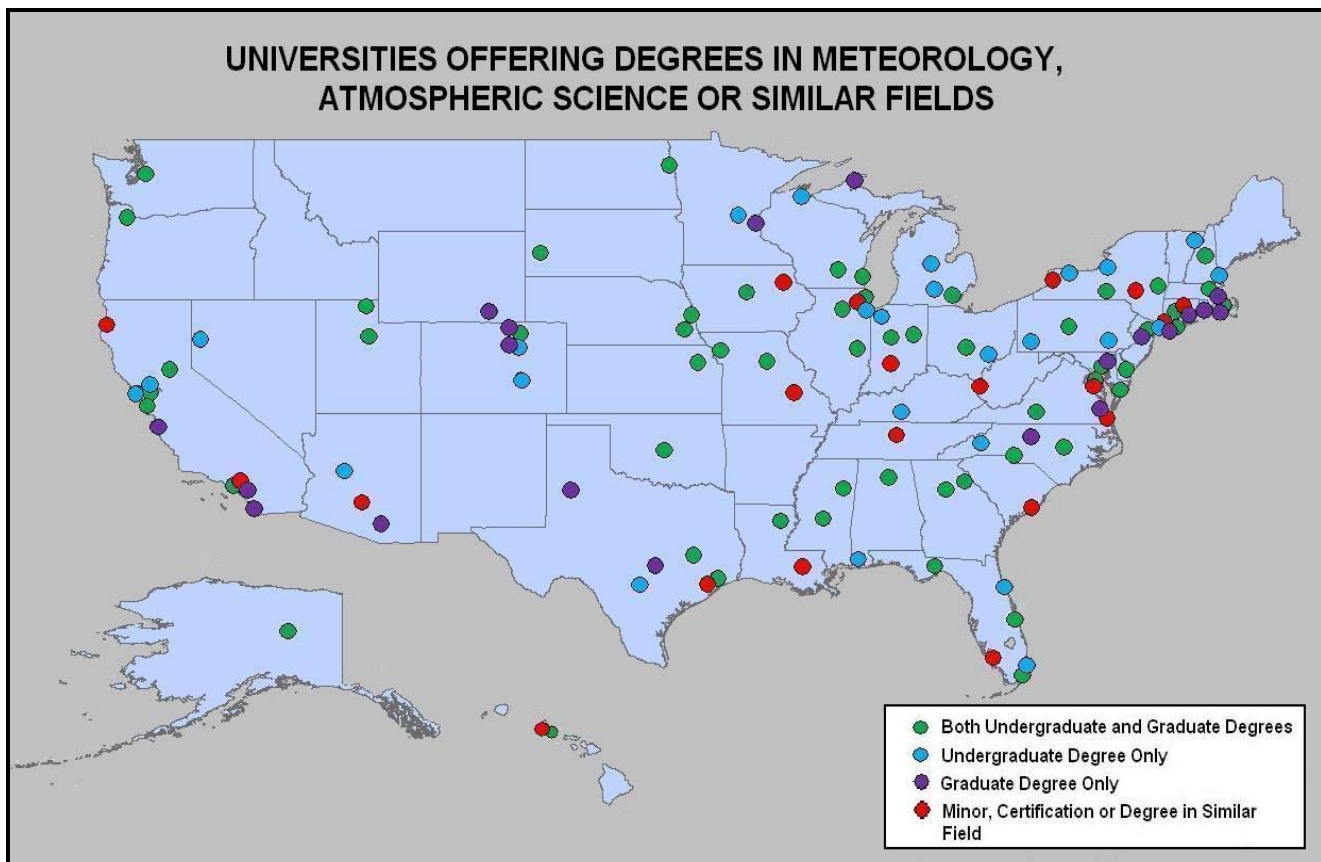 UNIVERSITIES OFFERING DEGREES IN METEOROLOGY,
ATMOSPHERIC SCIENCE OR SIMILAR FIELDS
Both Undergraduate and Graduate Degrees
Undergraduate Degree Only
Graduate Degree Only
Minor, Certification or Degree in Similar
Field